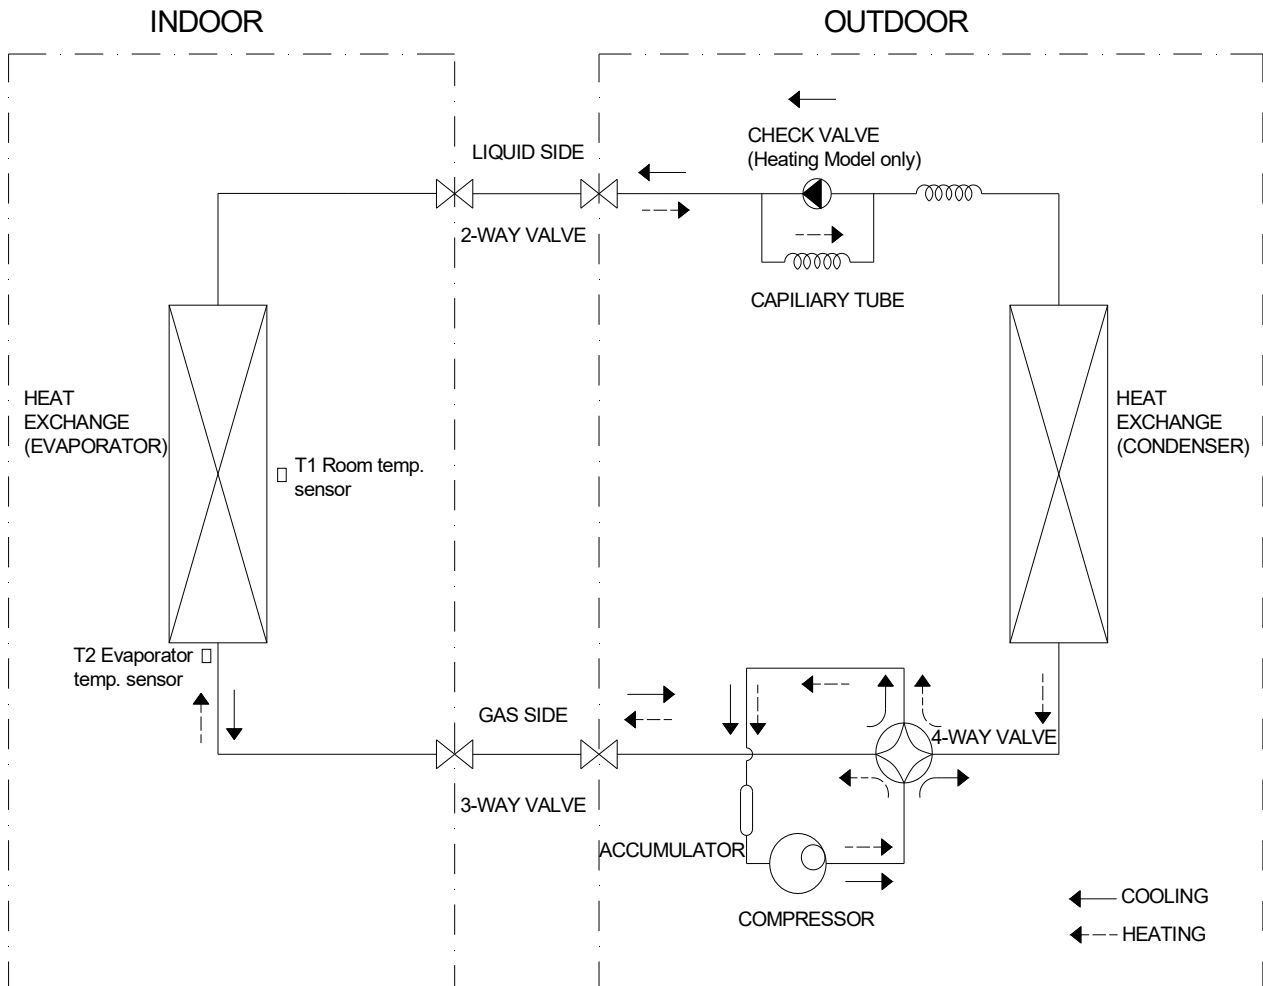 INDOOR
OUTDOOR
CHECK VALVE
(Heating Model only)
LIQUID SIDE
2-WAY VALVE
CAPILIARY TUBE
HEAT
EXCHANGE
(EVAPORATOR)
T1 Room temp.
sensor
HEAT
EXCHANGE
(CONDENSER)
T2 Evaporator
temp. sensor
GAS SIDE
4-WAY VALVE
3-WAY VALVE
ACCUMULATOR
COMPRESSOR
COOLING
HEATING